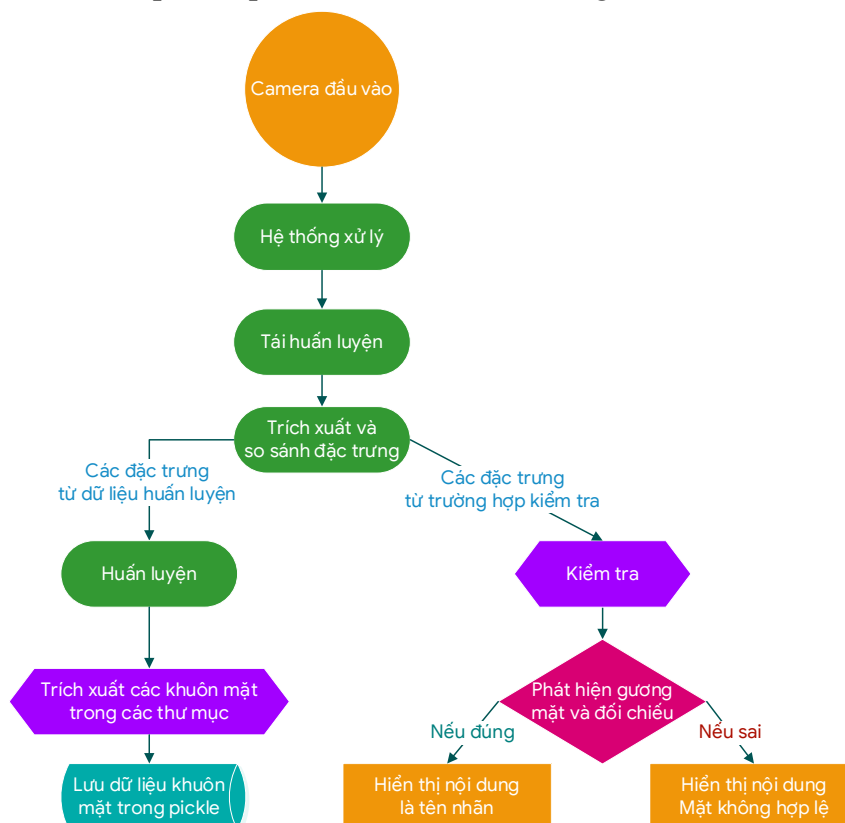 Camera đầu vào
Hệ thống xử lý
Tái huấn luyện
Trích xuất và
so sánh đặc trưng
Các đặc trưng
từ dữ liệu huấn luyện
Các đặc trưng
từ trường hợp kiểm tra
Huấn luyện
Kiểm tra
Trích xuất các khuôn mặt
trong các thư mục
Phát hiện gương
mặt và đối chiếu
Nếu đúng
Nếu sai
Lưu dữ liệu khuôn
mặt trong pickle
Hiển thị nội dung
là tên nhãn
Hiển thị nội dung
Mặt không hợp lệ